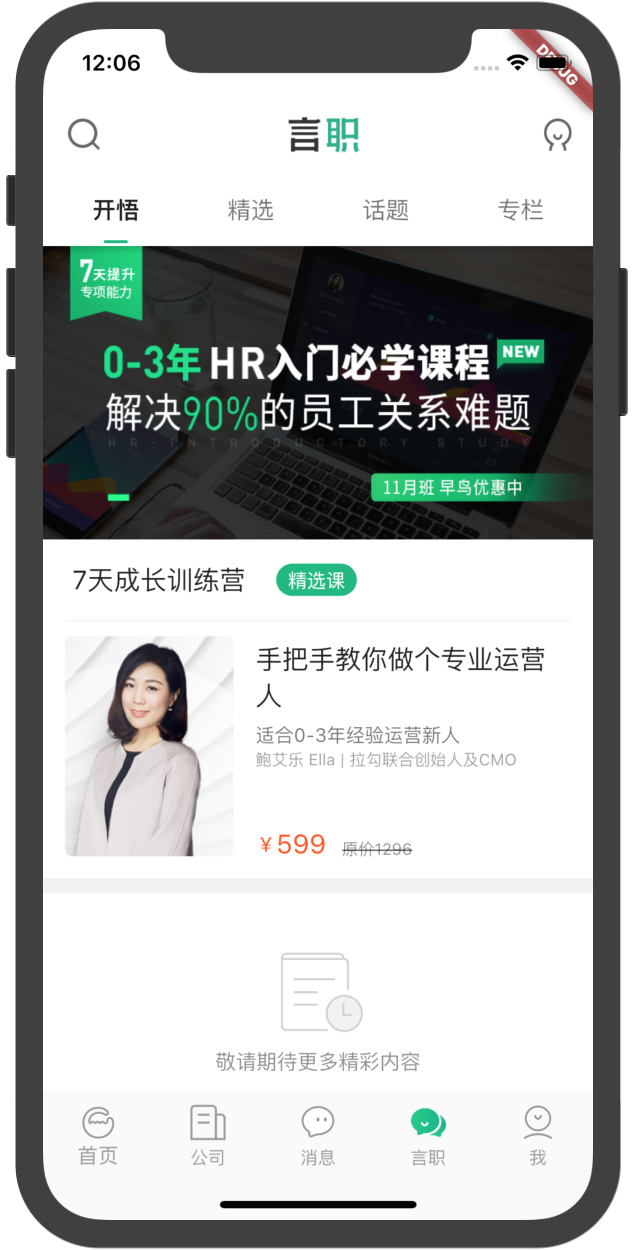 12:06
DEBUG
言职
开悟 精选 话题 专栏
7天提升
专项能力
0-3年 HR入门必学课程 NEW
解决90%的员工关系难题
HR-INTRODUCTORY STUDY
11月班 早鸟优惠中
7天成长训练营 精选课
手把手教你做个专业运营
人
适合0-3年经验运营新人
鲍艾乐 Ella | 拉勾联合创始人及CMO
¥599 原价1296
敬请期待更多精彩内容
首页 公司 消息 言职 我